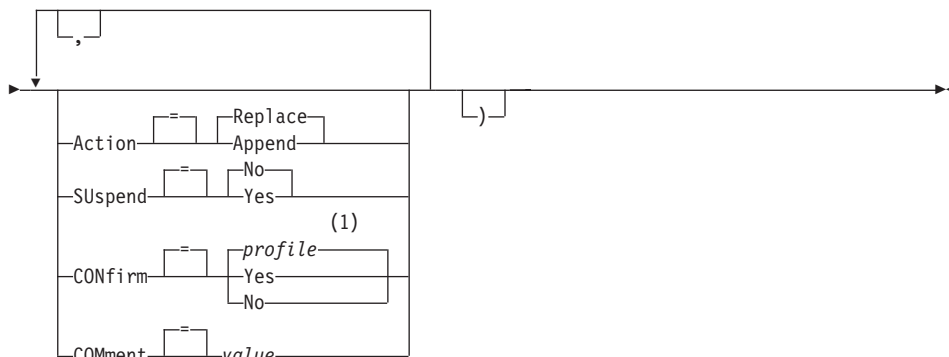 ,
= Replace
Action Append )
= No
SUspend Yes
(1)
= profile
CONfirm Yes
No
=
COMment value